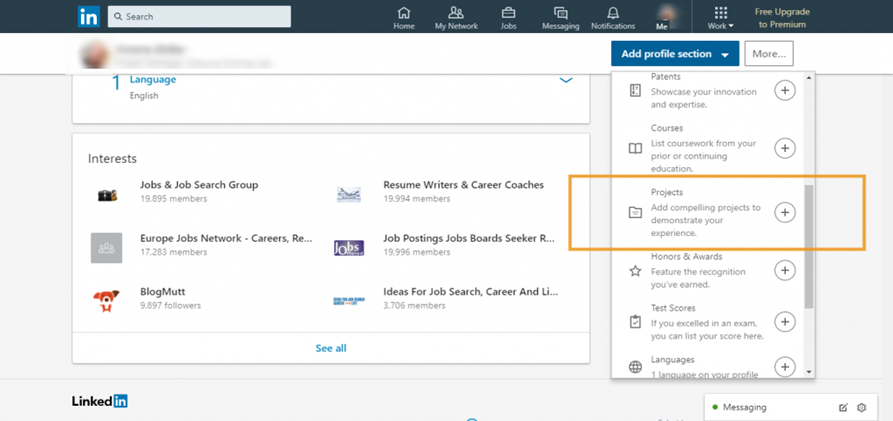 in
Search
Home
My Network
Jobs
Messaging
Notifications
Me
Work
Free Upgrade
to Premium
Add profile section
More...
1 Language
English
Interests
Jobs & Job Search Group
19,895 members
Resume Writers & Career Coaches
19,994 members
Europe Jobs Network - Careers, Re...
17,283 members
Job Postings Jobs Boards Seeker R...
19,996 members
BlogMutt
9,897 followers
Ideas For Job Search, Career And Li...
3,706 members
See all
Patents
Showcase your innovation
and expertise.
Courses
List coursework from your
prior or continuing
education.
Projects
Add compelling projects to
demonstrate your
experience.
Honors & Awards
Feature the recognition
you've earned.
Test Scores
If you excelled in an exam,
you can list your score here.
Languages
1 language on your profile
Linked in
Messaging